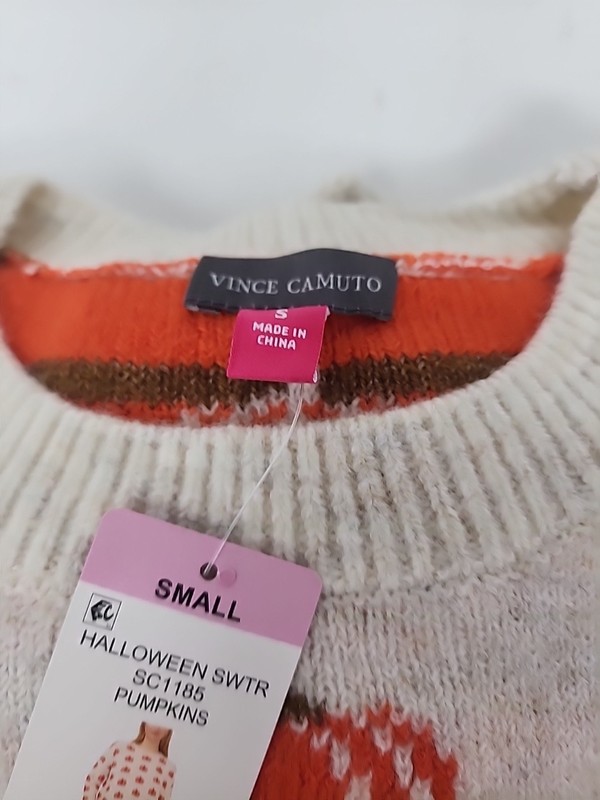 VINCE CAMUTO
S
MADE IN
CHINA
SMALL
HALLOWEEN SWTR
SC1185
PUMPKINS